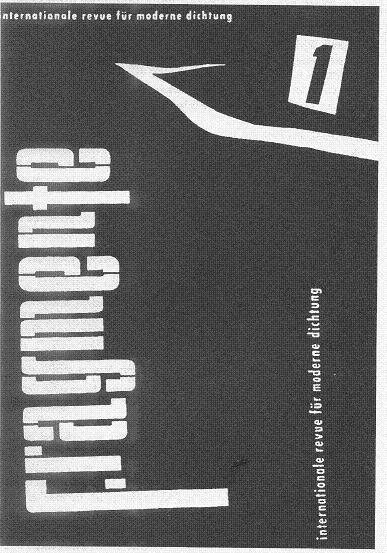 internationale revue für moderne dichtung
1
fragmente
internationale revue für moderne dichtung